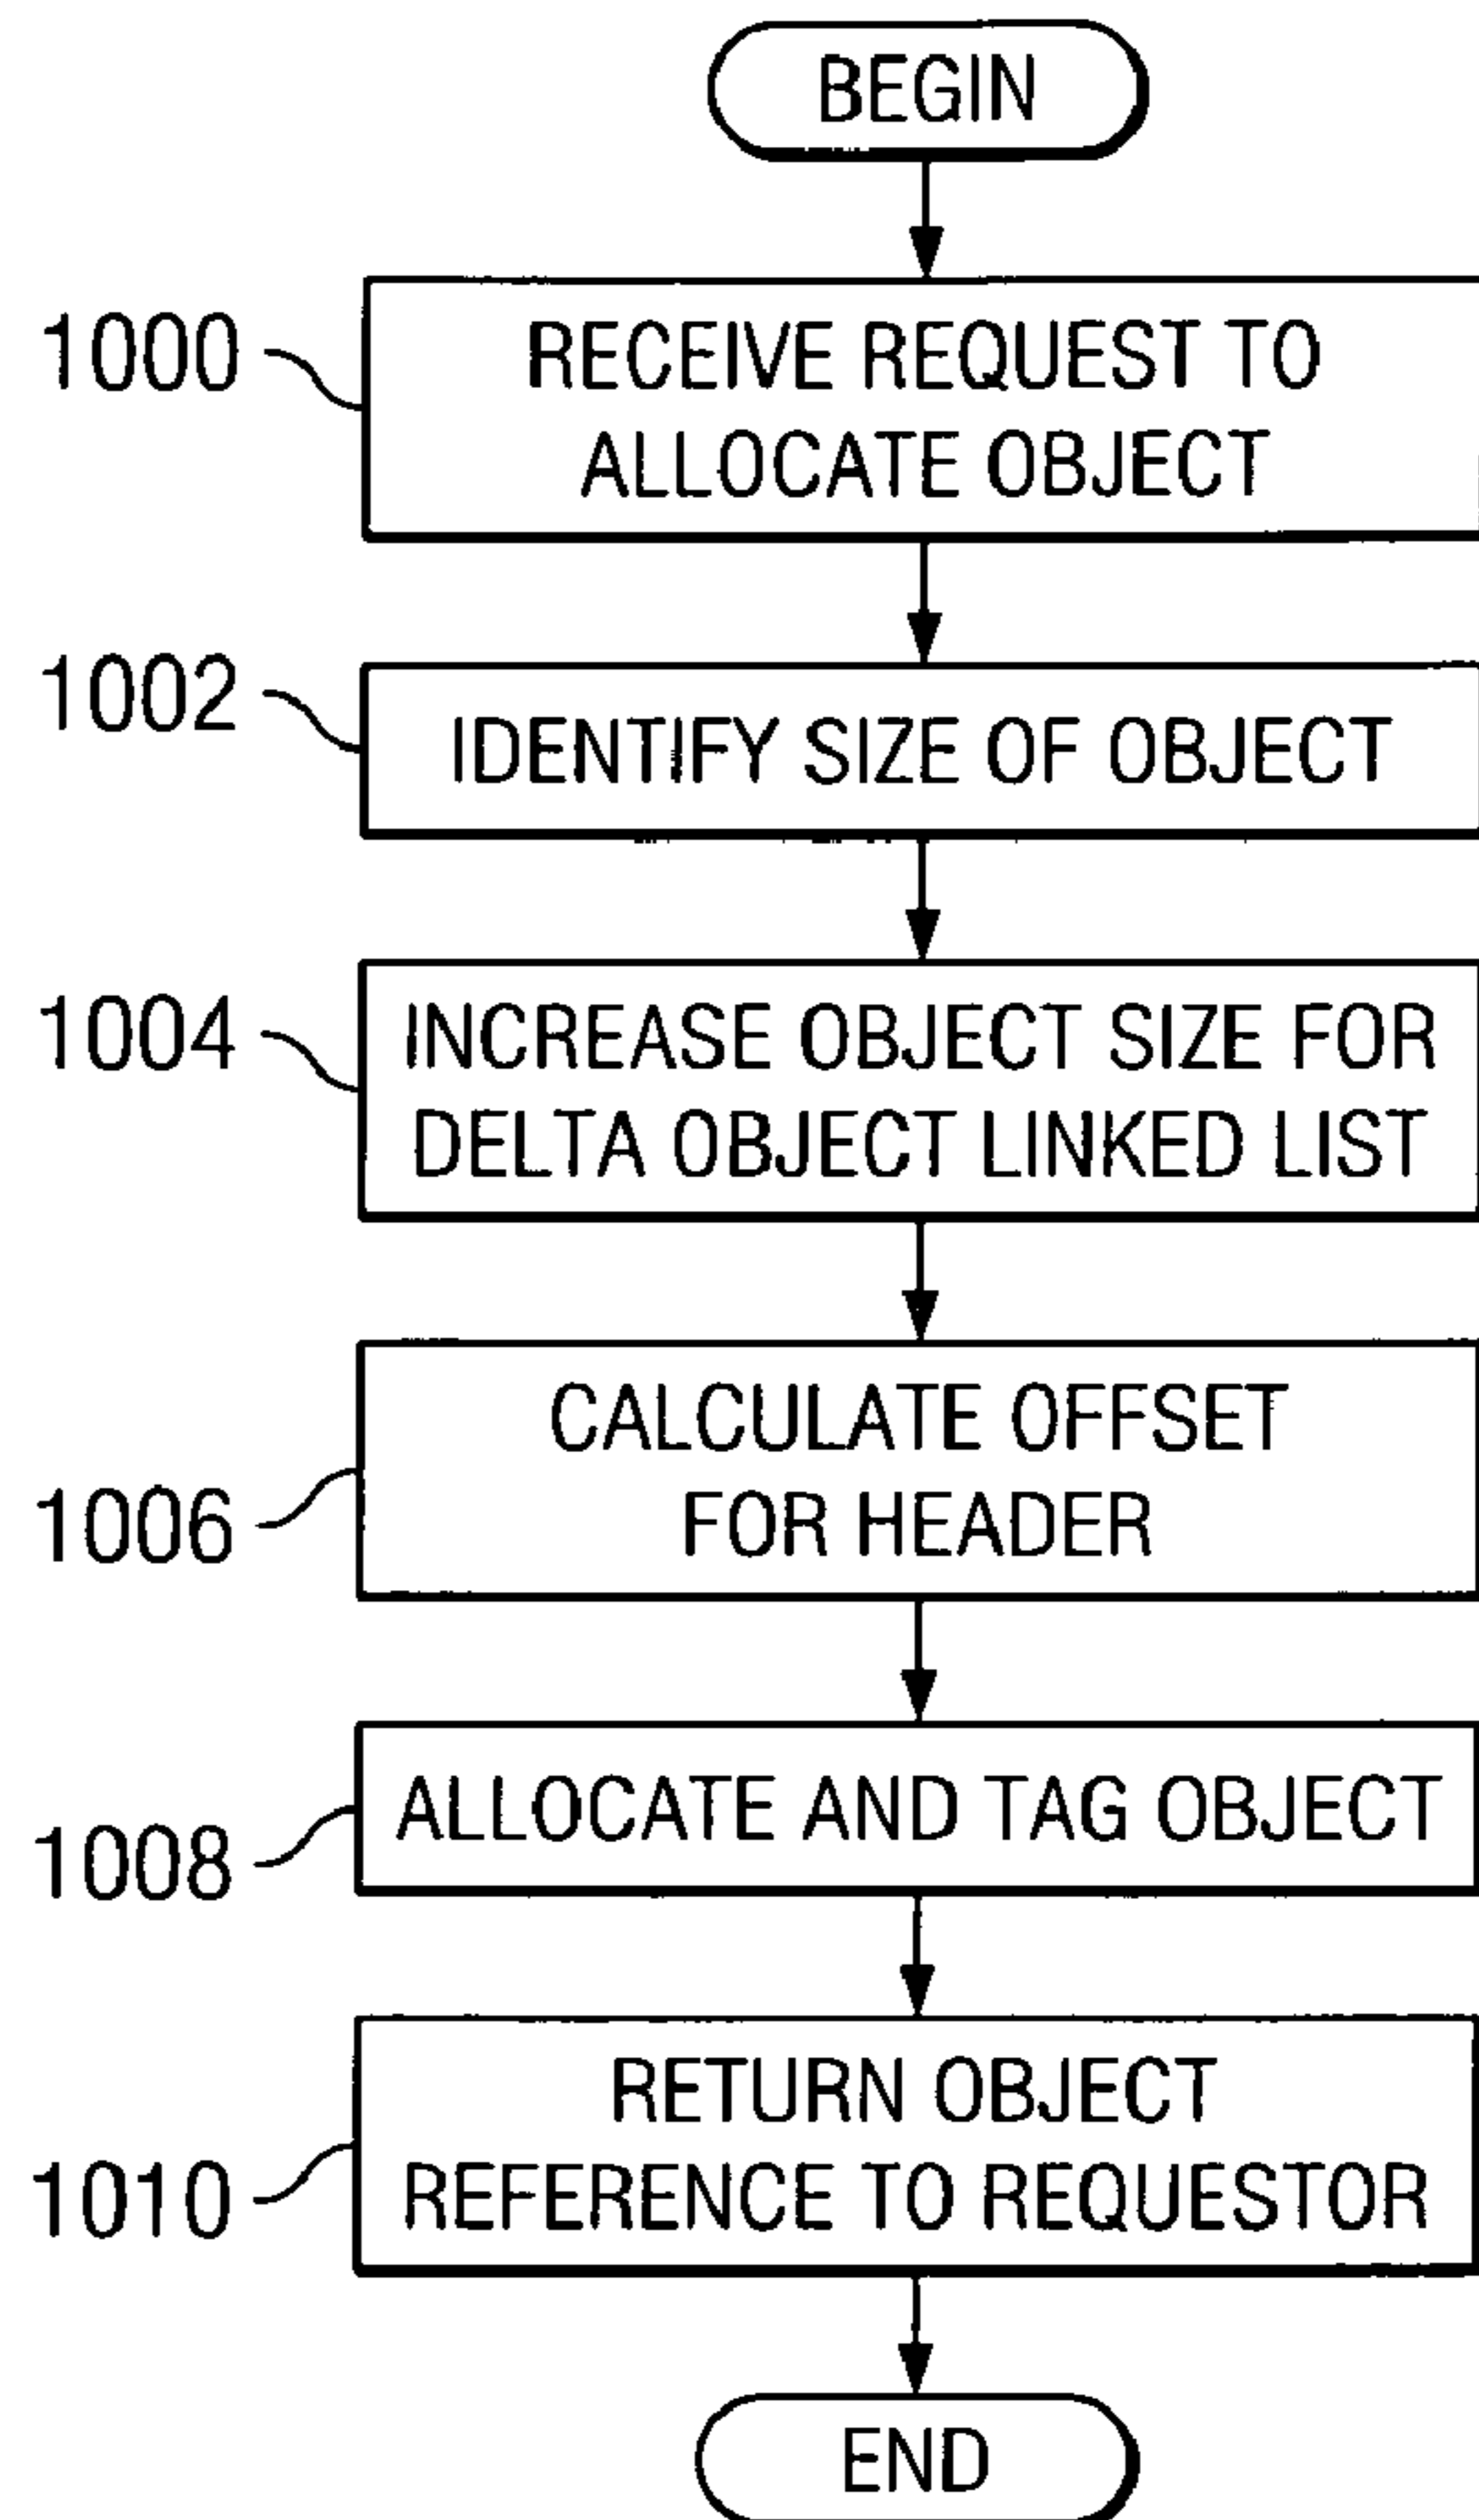 BEGIN
1000
RECEIVE REQUEST TO
ALLOCATE OBJECT
1002
IDENTIFY SIZE OF OBJECT
1004
INCREASE OBJECT SIZE FOR
DELTA OBJECT LINKED LIST
CALCULATE OFFSET
FOR HEADER
1006
ALLOCATE AND TAG OBJECT
1008
RETURN OBJECT
REFERENCE TO REQUESTOR
1010
END